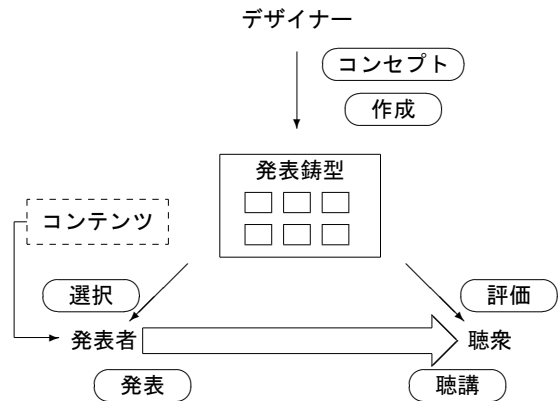 デザイナー
コンセプト
作成
発表鋳型
コンテンツ
選択
評価
発表者
聴衆
発表
聴講